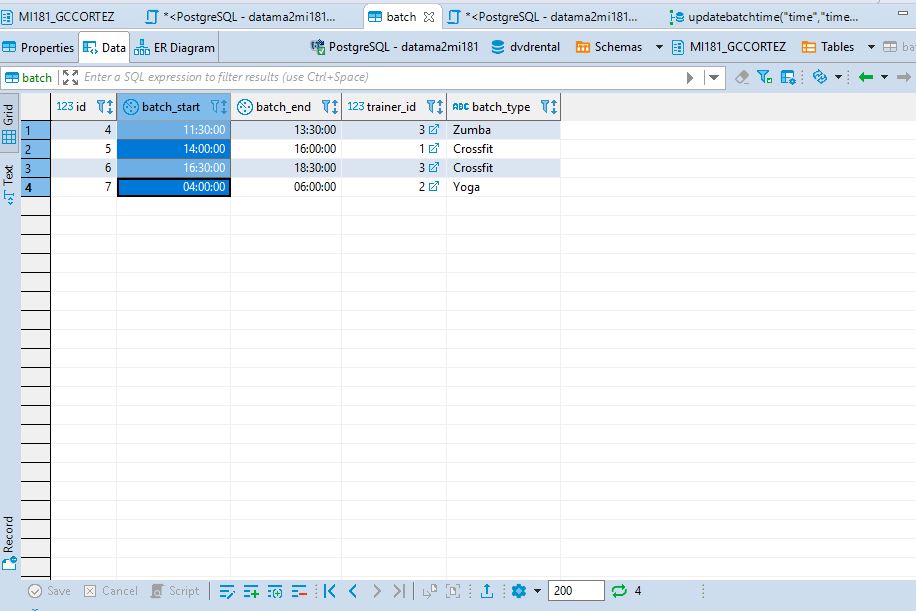 MI181_GCCORTEZ *<PostgreSQL - datama2mi181... batch *<PostgreSQL - datama2mi181... updatebatchtime("time","time...
Properties Data ER Diagram PostgreSQL - datama2mi181 dvdrental Schemas MI181_GCCORTEZ Tables ba
batch Enter a SQL expression to filter results (use Ctrl+Space)
Grid
Text
Record
123 id batch_start batch_end 123 trainer_id ABC batch_type
1 4 11:30:00 13:30:00 3 Zumba
2 5 14:00:00 16:00:00 1 Crossfit
3 6 16:30:00 18:30:00 3 Crossfit
4 7 04:00:00 06:00:00 2 Yoga
Save Cancel Script 200 4